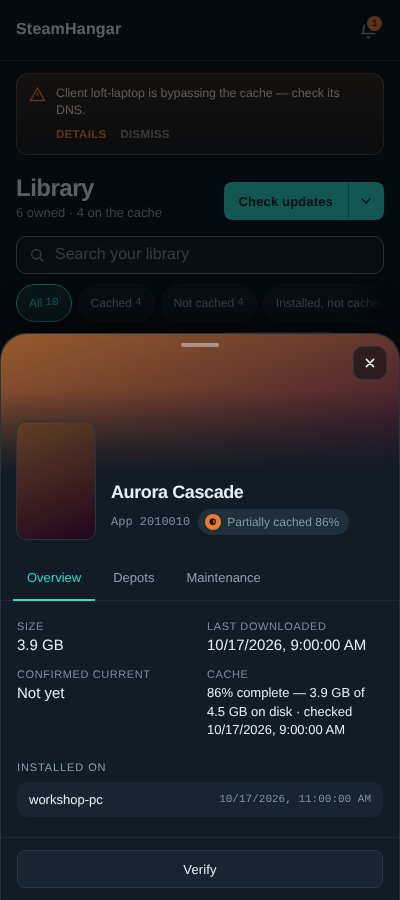 SteamHangar
1
Client loft-laptop is bypassing the cache — check its
DNS.
DETAILS DISMISS
Library
6 owned · 4 on the cache
Check updates
Search your library
All 10 Cached 4 Not cached 4 Installed, not cache
Aurora Cascade
App 2010010 Partially cached 86%
Overview Depots Maintenance
SIZE LAST DOWNLOADED
3.9 GB 10/17/2026, 9:00:00 AM
CONFIRMED CURRENT CACHE
Not yet 86% complete — 3.9 GB of
4.5 GB on disk · checked
10/17/2026, 9:00:00 AM
INSTALLED ON
workshop-pc 10/17/2026, 11:00:00 AM
Verify